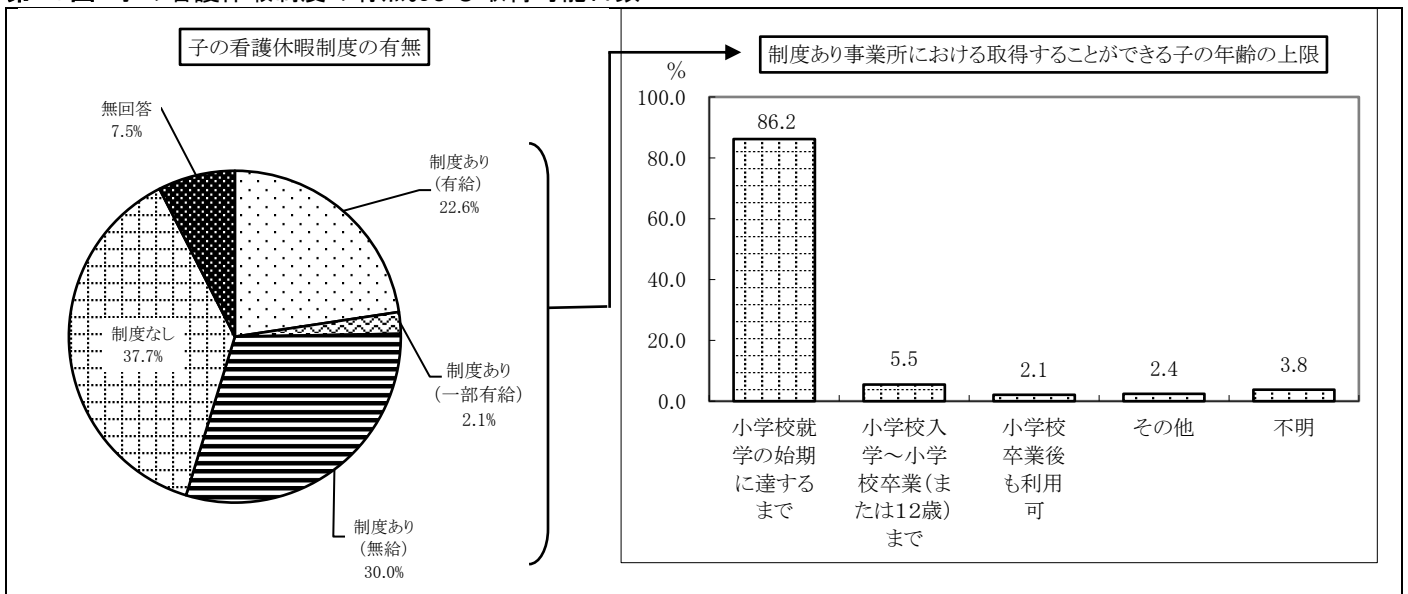 子の看護休暇制度の有無
無回答
7.5%
制度あり
(有給)
22.6%
制度なし
37.7%
制度あり
(一部有給)
2.1%
制度あり
(無給)
30.0%
制度あり事業所における取得することができる子の年齢の上限
%
100.0
80.0
60.0
40.0
20.0
0.0
86.2
5.5
2.1
2.4
3.8
小学校就
学の始期
に達する
まで
小学校入
学～小学
校卒業(ま
たは12歳)
まで
小学校
卒業後
も利用
可
その他
不明